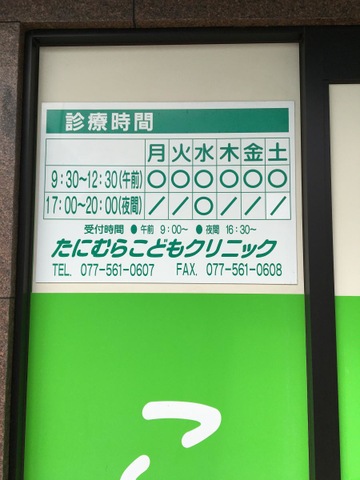 診療時間
月 火 水 木 金 土
9:30〜12:30(午前) ○ ○ ○ ○ ○ ○
17:00〜20:00(夜間) / / ○ / / /
受付時間 ●午前 9:00〜 ●夜間 16:30〜
たにむらこどもクリニック
TEL. 077-561-0607 FAX. 077-561-0608
こ